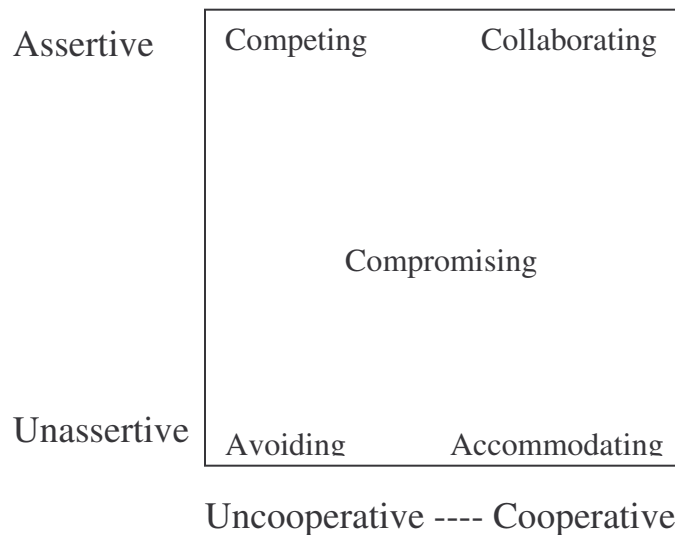 Assertive Competing Collaborating
Compromising
Unassertive
Avoiding Accommodating
Uncooperative ---- Cooperative